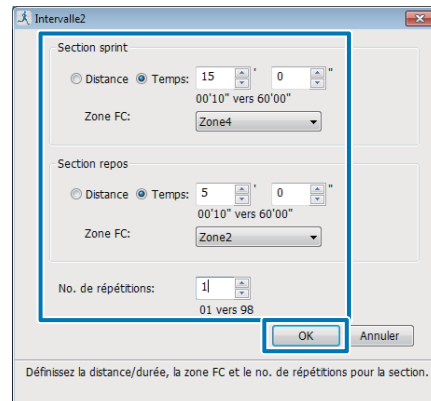 Intervalle2
Section sprint
Distance Temps: 15 ' 0 "
00'10" vers 60'00"
Zone FC: Zone4
Section repos
Distance Temps: 5 ' 0 "
00'10" vers 60'00"
Zone FC: Zone2
No. de répétitions: 1
01 vers 98
OK Annuler
Définissez la distance/durée, la zone FC et le no. de répétitions pour la section.